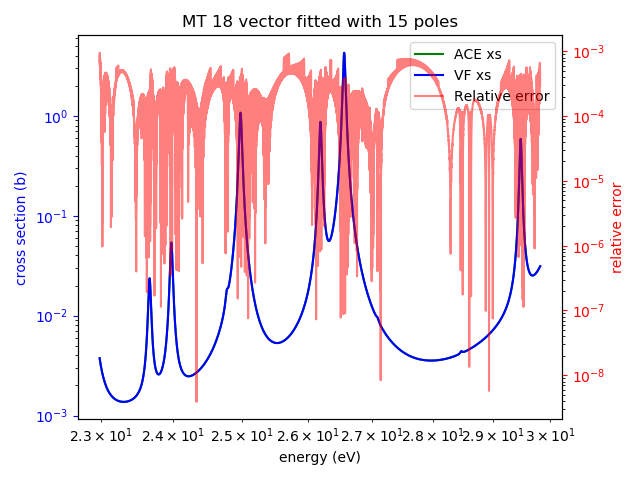 MT 18 vector fitted with 15 poles
ACE xs
VF xs
Relative error
cross section (b)
10⁰
10⁻¹
10⁻²
10⁻³
relative error
10⁻³
10⁻⁴
10⁻⁵
10⁻⁶
10⁻⁷
10⁻⁸
2.3 × 10¹ 2.4 × 10¹ 2.5 × 10¹ 2.6 × 10¹ 2.7 × 10¹ 2.8 × 10¹ 2.9 × 10¹ 3 × 10¹
energy (eV)